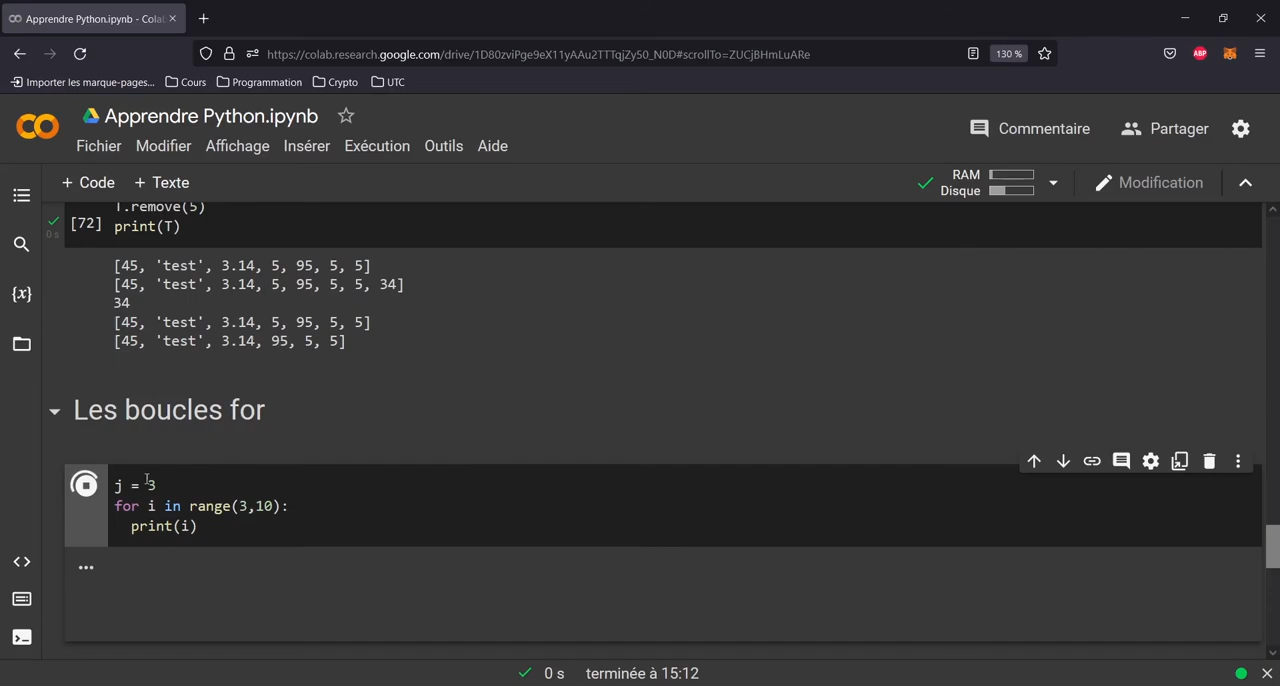 Apprendre Python.ipynb - Cola
https://colab.research.google.com/drive/1D80zviPge9eX11yAAu2TTTqjZy50_N0D#scrollTo=ZUCjBHmLuARe
130 %
ABP
Importer les marque-pages...
Cours
Programmation
Crypto
UTC
Apprendre Python.ipynb
Commentaire
Partager
Fichier
Modifier
Affichage
Insérer
Exécution
Outils
Aide
+ Code
+ Texte
RAM
Disque
Modification
T.remove(5)
[72]
print(T)
0 s
[45, 'test', 3.14, 5, 95, 5, 5]
[45, 'test', 3.14, 5, 95, 5, 5, 34]
34
[45, 'test', 3.14, 5, 95, 5, 5]
[45, 'test', 3.14, 95, 5, 5]
{x}
Les boucles for
j = 3
for i in range(3,10):
print(i)
...
0 s
terminée à 15:12